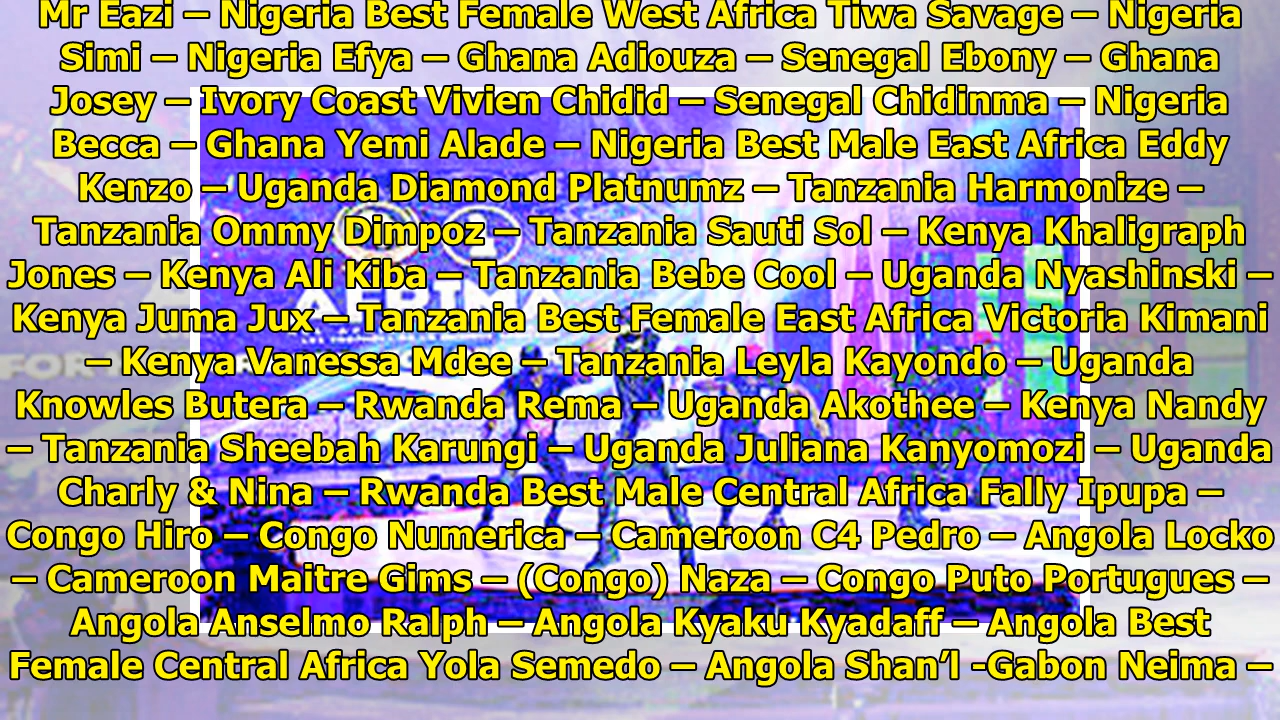 Mr Eazi – Nigeria Best Female West Africa Tiwa Savage – Nigeria
Simi – Nigeria Efya – Ghana Adiouza – Senegal Ebony – Ghana
Josey – Ivory Coast Vivien Chidid – Senegal Chidinma – Nigeria
Becca – Ghana Yemi Alade – Nigeria Best Male East Africa Eddy
Kenzo – Uganda Diamond Platnumz – Tanzania Harmonize –
Tanzania Ommy Dimpoz – Tanzania Sauti Sol – Kenya Khaligraph
Jones – Kenya Ali Kiba – Tanzania Bebe Cool – Uganda Nyashinski –
Kenya Juma Jux – Tanzania Best Female East Africa Victoria Kimani
– Kenya Vanessa Mdee – Tanzania Leyla Kayondo – Uganda
Knowles Butera – Rwanda Rema – Uganda Akothee – Kenya Nandy
– Tanzania Sheebah Karungi – Uganda Juliana Kanyomozi – Uganda
Charly & Nina – Rwanda Best Male Central Africa Fally Ipupa –
Congo Hiro – Congo Numerica – Cameroon C4 Pedro – Angola Locko
– Cameroon Maitre Gims – (Congo) Naza – Congo Puto Portugues –
Angola Anselmo Ralph – Angola Kyaku Kyadaff – Angola Best
Female Central Africa Yola Semedo – Angola Shan’l -Gabon Neima –